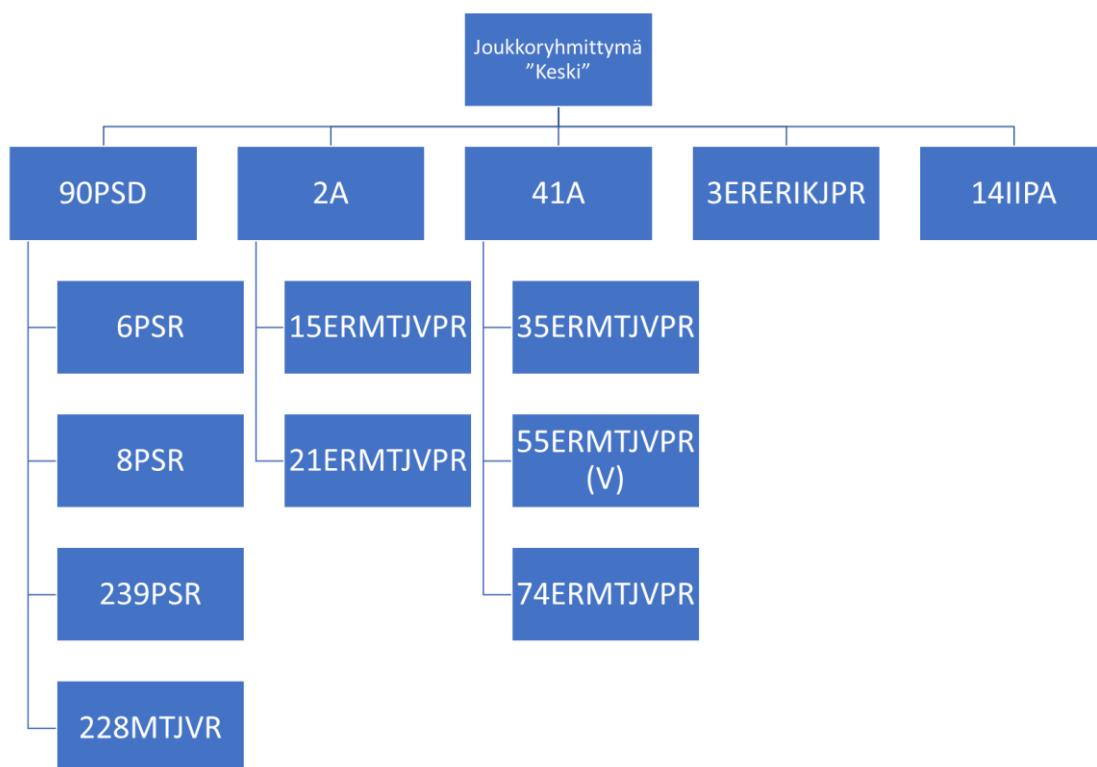 Joukkoryhmittymä
”Keski”
90PSD
2A
41A
3ERERIKJPR
14IIPA
6PSR
15ERMTJVPR
35ERMTJVPR
8PSR
21ERMTJVPR
55ERMTJVPR
(V)
239PSR
74ERMTJVPR
228MTJVR